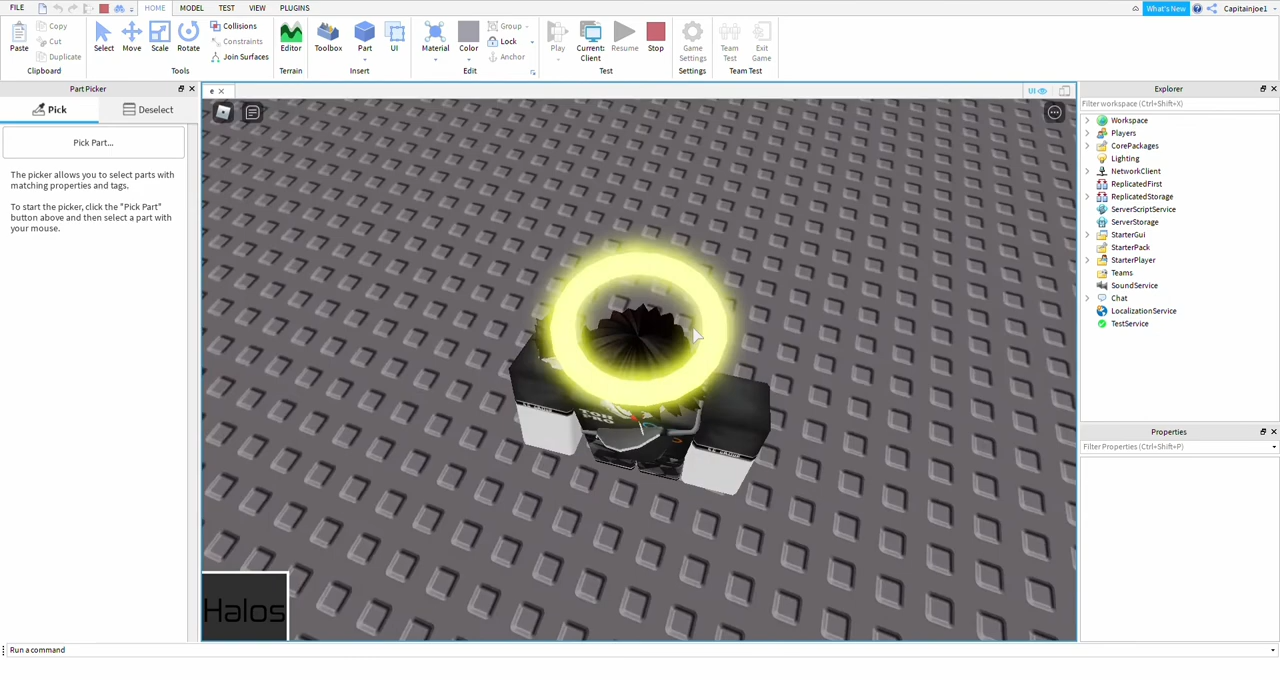 FILE HOME MODEL TEST VIEW PLUGINS What's New Capitainjoe1
Copy Collisions Group
Cut Constraints Lock
Paste Duplicate Select Move Scale Rotate Join Surfaces Editor Toolbox Part UI Material Color Anchor Play Current: Client Resume Stop Game Settings Team Test Exit Game
Clipboard Tools Terrain Insert Edit Test Settings Team Test
Part Picker
Pick Deselect
Pick Part...
The picker allows you to select parts with
matching properties and tags.
To start the picker, click the "Pick Part"
button above and then select a part with
your mouse.
e
UI
TOH
PRO
Halos
Explorer
Filter workspace (Ctrl+Shift+X)
Workspace
Players
CorePackages
Lighting
NetworkClient
ReplicatedFirst
ReplicatedStorage
ServerScriptService
ServerStorage
StarterGui
StarterPack
StarterPlayer
Teams
SoundService
Chat
LocalizationService
TestService
Properties
Filter Properties (Ctrl+Shift+P)
Run a command